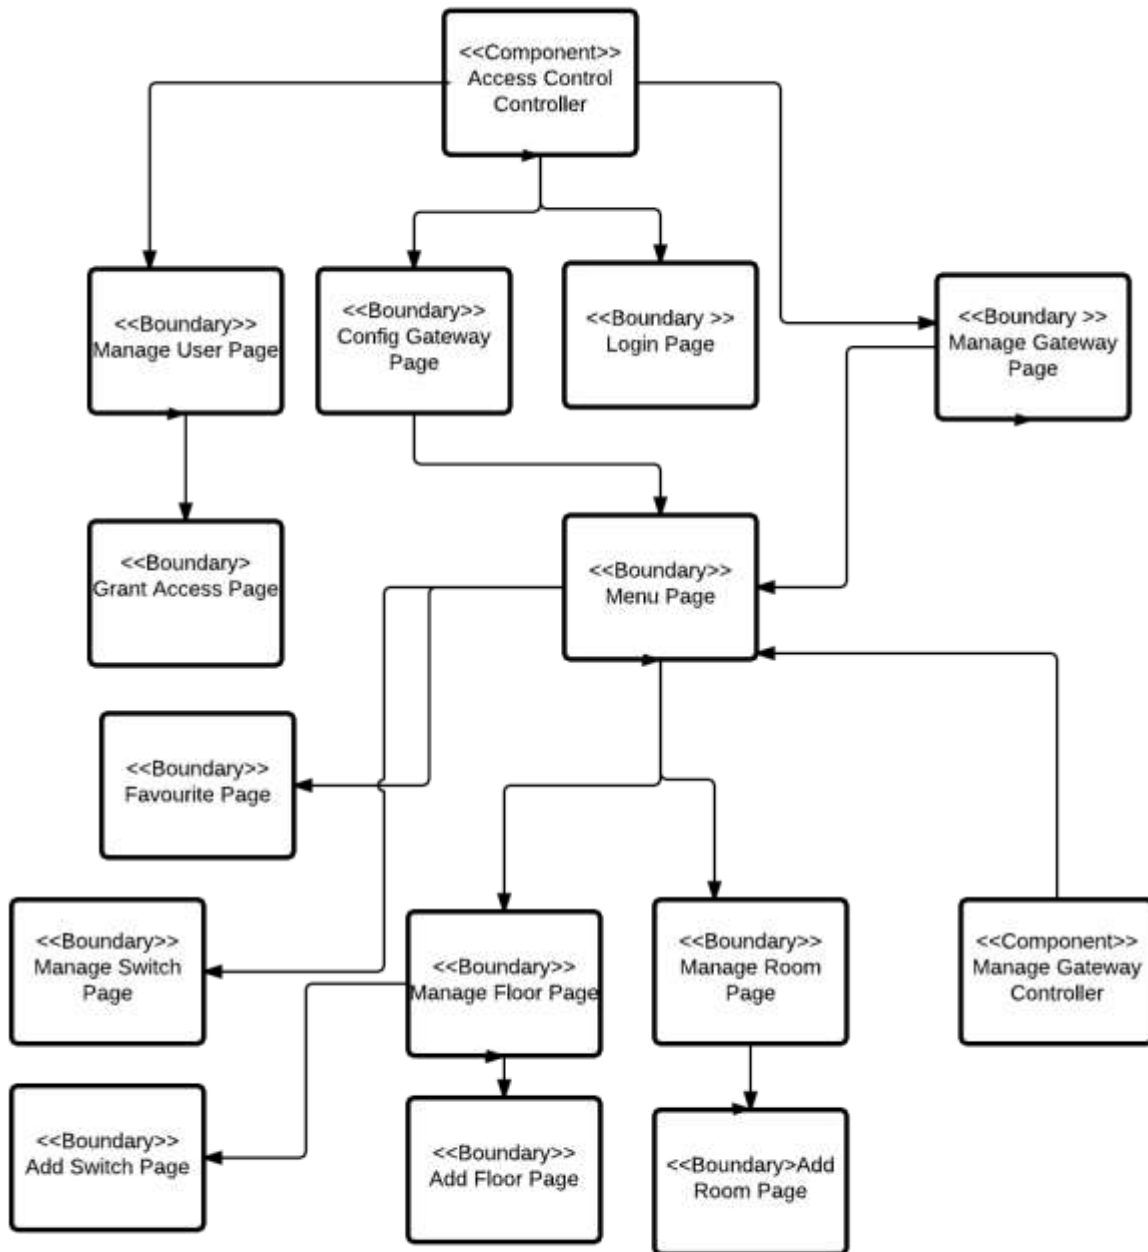 <<Component>>
Access Control
Controller
<<Boundary>>
Manage User Page
<<Boundary>>
Config Gateway
Page
<<Boundary >>
Login Page
<<Boundary >>
Manage Gateway
Page
<<Boundary>
Grant Access Page
<<Boundary>>
Menu Page
<<Boundary>>
Favourite Page
<<Boundary>>
Manage Switch
Page
<<Boundary>>
Manage Floor Page
<<Boundary>>
Manage Room
Page
<<Component>>
Manage Gateway
Controller
<<Boundary>>
Add Switch Page
<<Boundary>>
Add Floor Page
<<Boundary>Add
Room Page